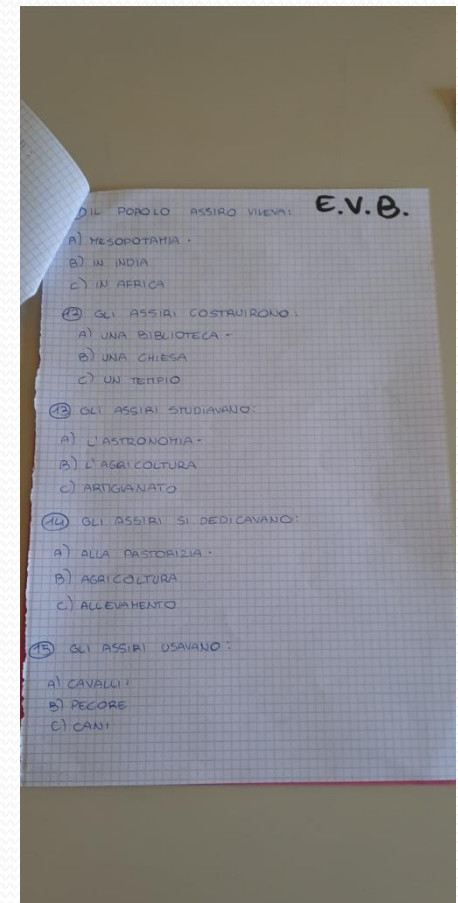 ) IL POPOLO ASSIRO VIVEVA: E.V.B.
A) MESOPOTAMIA -
B) IN INDIA
C) IN AFRICA
12 GLI ASSIRI COSTRUIRONO:
A) UNA BIBLIOTECA -
B) UNA CHIESA
C) UN TEMPIO
13 GLI ASSIRI STUDIAVANO:
A) L'ASTRONOMIA -
B) L'AGRICOLTURA
C) ARTIGIANATO
14 GLI ASSIRI SI DEDICAVANO:
A) ALLA PASTORIZIA -
B) AGRICOLTURA
C) ALLEVAMENTO
15 GLI ASSIRI USAVANO:
A) CAVALLI -
B) PECORE
C) CANI